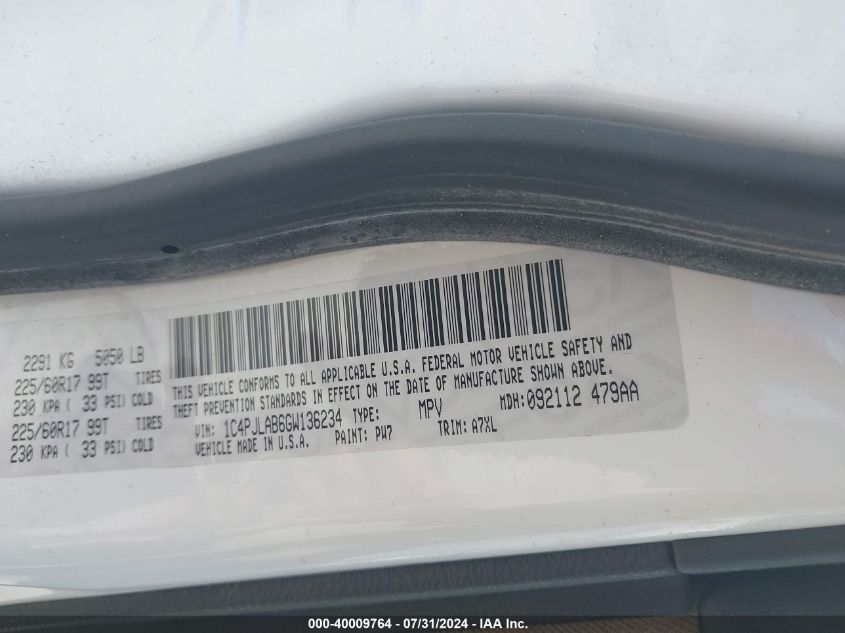 2291 KG 5050 LB
225/60R17 99T TIRES
230 KPA ( 33 PSI) COLD
225/60R17 99T TIRES
230 KPA ( 33 PSI) COLD
THIS VEHICLE CONFORMS TO ALL APPLICABLE U.S.A. FEDERAL MOTOR VEHICLE SAFETY AND
THEFT PREVENTION STANDARDS IN EFFECT ON THE DATE OF MANUFACTURE SHOWN ABOVE.
VIN: 1C4PJLAB6GW136234 TYPE: MPV MDH:092112 479AA
VEHICLE MADE IN U.S.A. PAINT: PW7 TRIM: A7XL
000-40009764 - 07/31/2024 - IAA Inc.